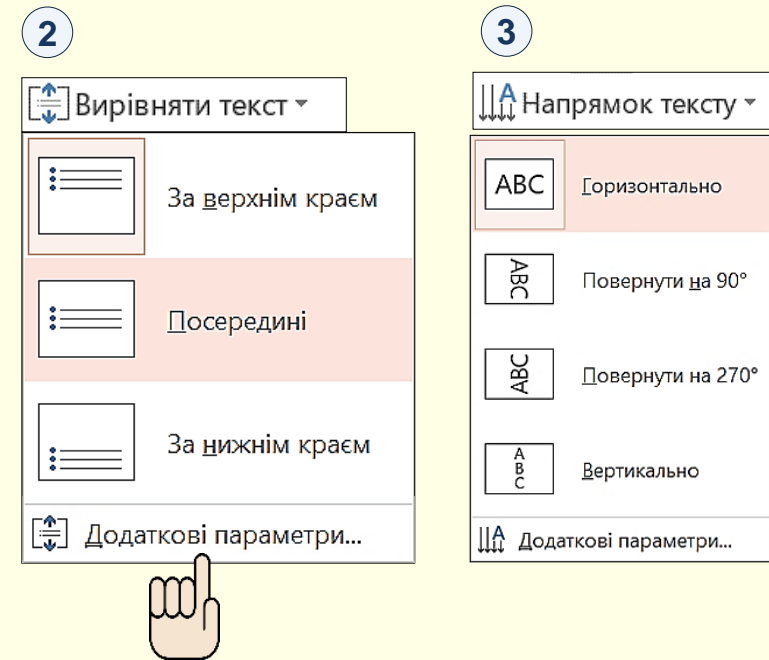 2
Вирівняти текст
За верхнім краєм
Посередині
За нижнім краєм
Додаткові параметри...
3
Напрямок тексту
ABC
Горизонтально
ABC
Повернути на 90°
ABC
Повернути на 270°
A
B
C
Вертикально
Додаткові параметри...